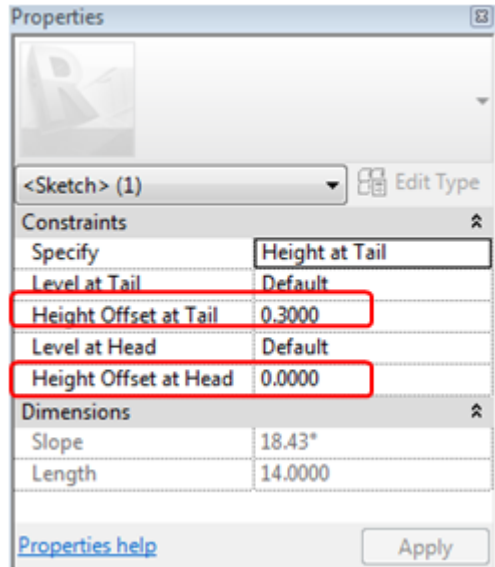 Properties
<Sketch> (1)
Edit Type
Constraints
Specify Height at Tail
Level at Tail Default
Height Offset at Tail 0.3000
Level at Head Default
Height Offset at Head 0.0000
Dimensions
Slope 18.43°
Length 14.0000
Properties help
Apply